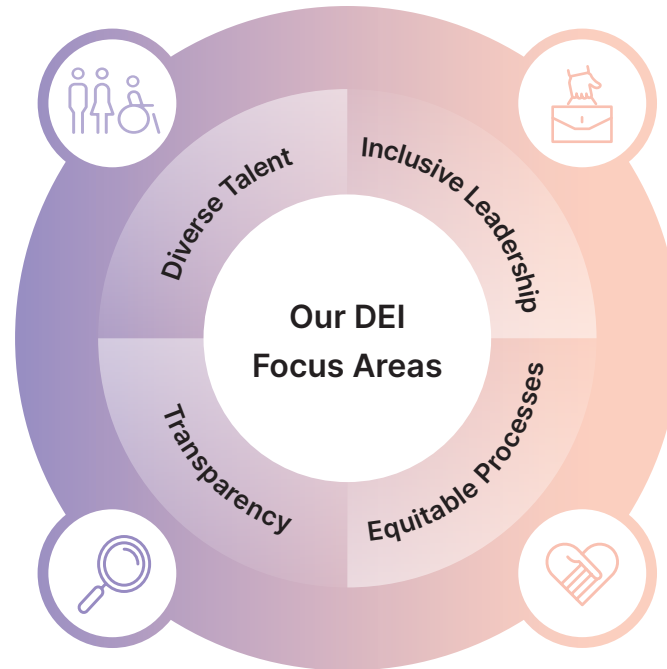 Diverse Talent
Inclusive Leadership
Our DEI
Focus Areas
Transparency
Equitable Processes